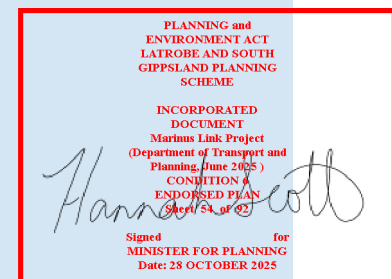 PLANNING and
ENVIRONMENT ACT
LATROBE AND SOUTH
GIPPSLAND PLANNING
SCHEME
INCORPORATED
DOCUMENT
Marinus Link Project
(Department of Transport and
Planning, June 2025 )
CONDITION 6
ENDORSED PLAN
Sheet 54 of 92
Hannah Scott
Signed for
MINISTER FOR PLANNING
Date: 28 OCTOBER 2025